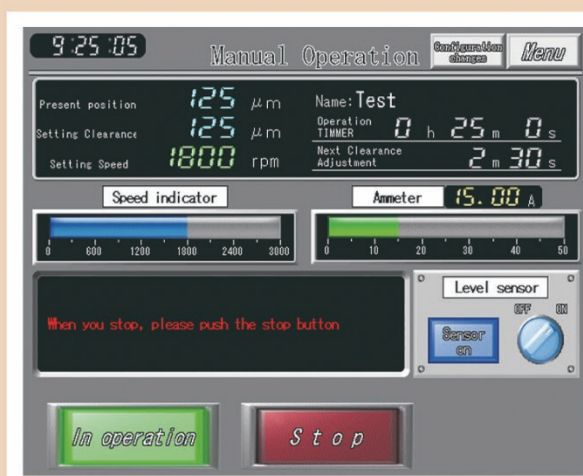 9:25:05
Manual Operation
Configuration changes
Menu
Present position 125 μm
Setting Clearance 125 μm
Setting Speed 1800 rpm
Name:Test
Operation TIMMER 0 h 25 m 0 s
Next Clearance Adjustment 2 m 30 s
Speed indicator
0 600 1200 1800 2400 3000
Ammeter 15.00 A
0 10 20 30 40 50
When you stop, please push the stop button
Level sensor
OFF ON
Sensor on
In operation
Stop